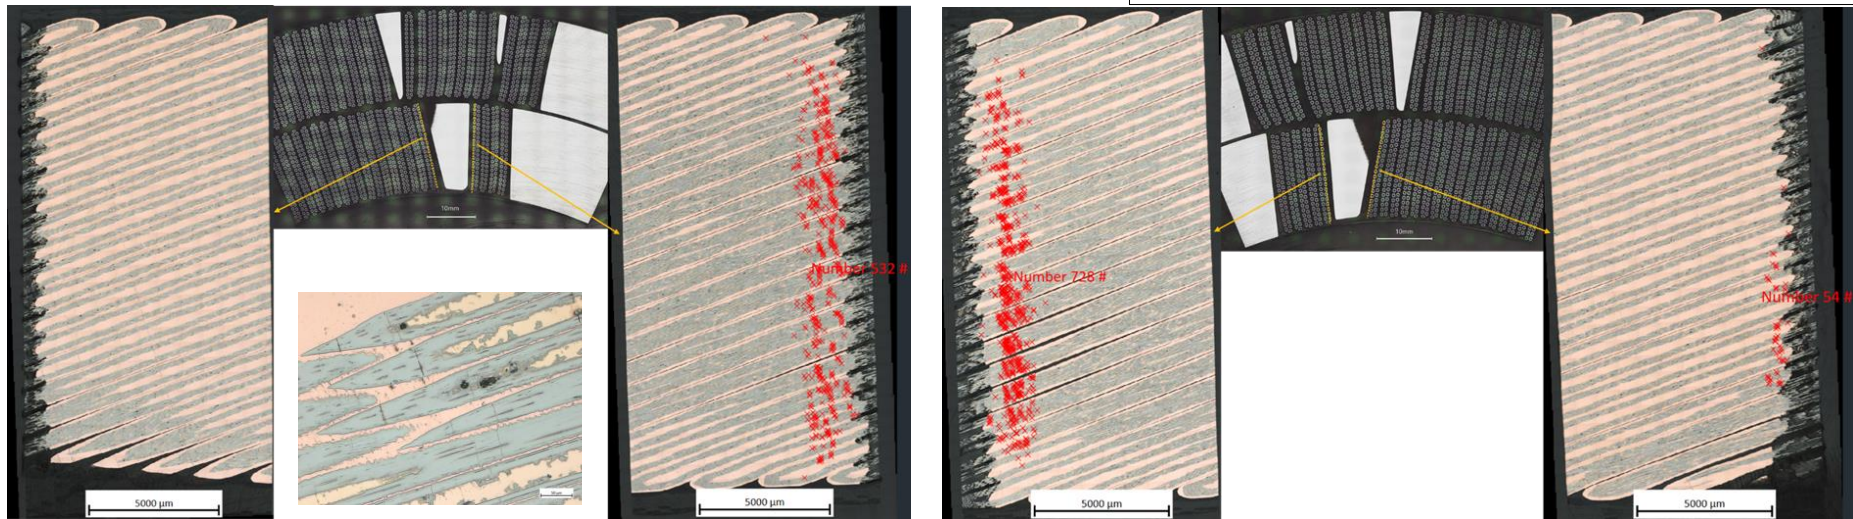 10mm
Number 532 #
5000 μm
5000 μm
10mm
Number 728 #
Number 54 #
5000 μm
5000 μm